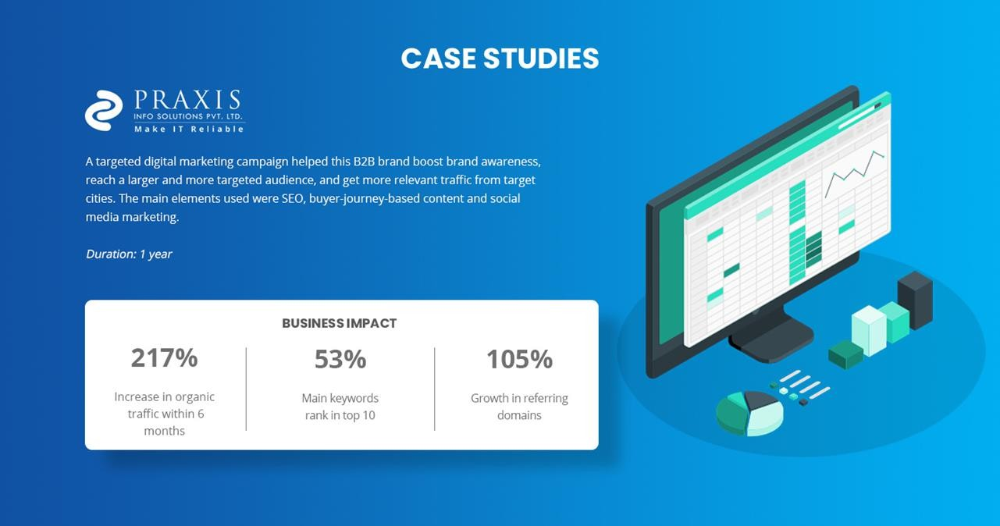 CASE STUDIES
PRAXIS
INFO SOLUTIONS PVT. LTD.
Make IT Reliable
A targeted digital marketing campaign helped this B2B brand boost brand awareness,
reach a larger and more targeted audience, and get more relevant traffic from target
cities. The main elements used were SEO, buyer-journey-based content and social
media marketing.
Duration: 1 year
BUSINESS IMPACT
217%
Increase in organic
traffic within 6
months
53%
Main keywords
rank in top 10
105%
Growth in referring
domains